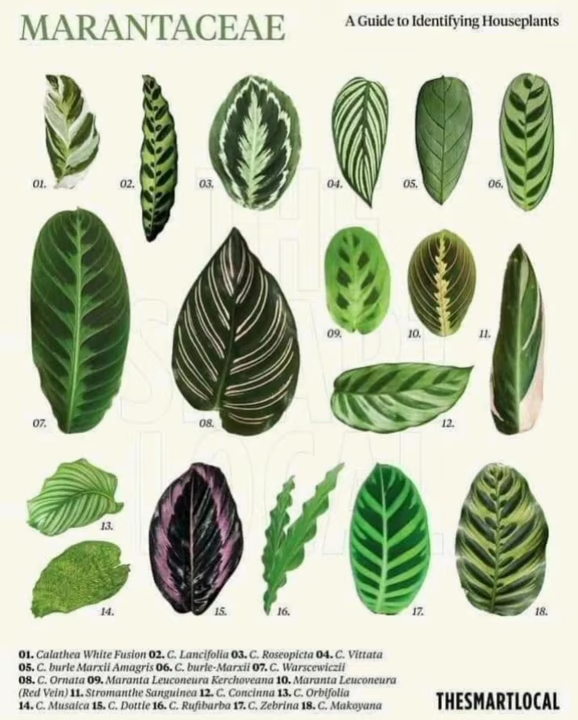 MARANTACEAE
A Guide to Identifying Houseplants
01.
02.
03.
04.
05.
06.
07.
08.
09.
10.
11.
12.
13.
14.
15.
16.
17.
18.
THE
SMART
LOCAL
01. Calathea White Fusion 02. C. Lancifolia 03. C. Roseopicta 04. C. Vittata
05. C. burle Marxii Amagris 06. C. burle-Marxii 07. C. Warscewiczii
08. C. Ornata 09. Maranta Leuconeura Kerchoveana 10. Maranta Leuconeura
(Red Vein) 11. Stromanthe Sanguinea 12. C. Concinna 13. C. Orbifolia
14. C. Musaica 15. C. Dottie 16. C. Rufibarba 17. C. Zebrina 18. C. Makoyana
THESMARTLOCAL